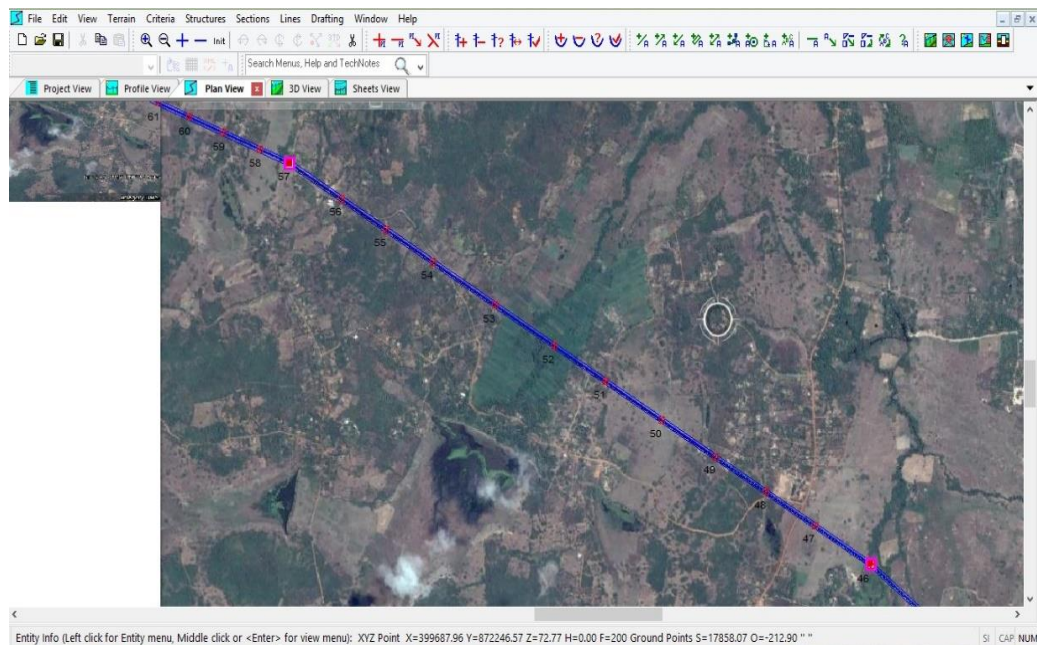 File Edit View Terrain Criteria Structures Sections Lines Drafting Window Help
Init
Search Menus, Help and TechNotes
Project View Profile View Plan View 3D View Sheets View
61
60
59
58
57
56
55
54
53
52
51
50
49
48
47
46
Entity Info (Left click for Entity menu, Middle click or <Enter> for view menu): XYZ Point X=399687.96 Y=872246.57 Z=72.77 H=0.00 F=200 Ground Points S=17858.07 O=-212.90 " "
SI CAP NUM